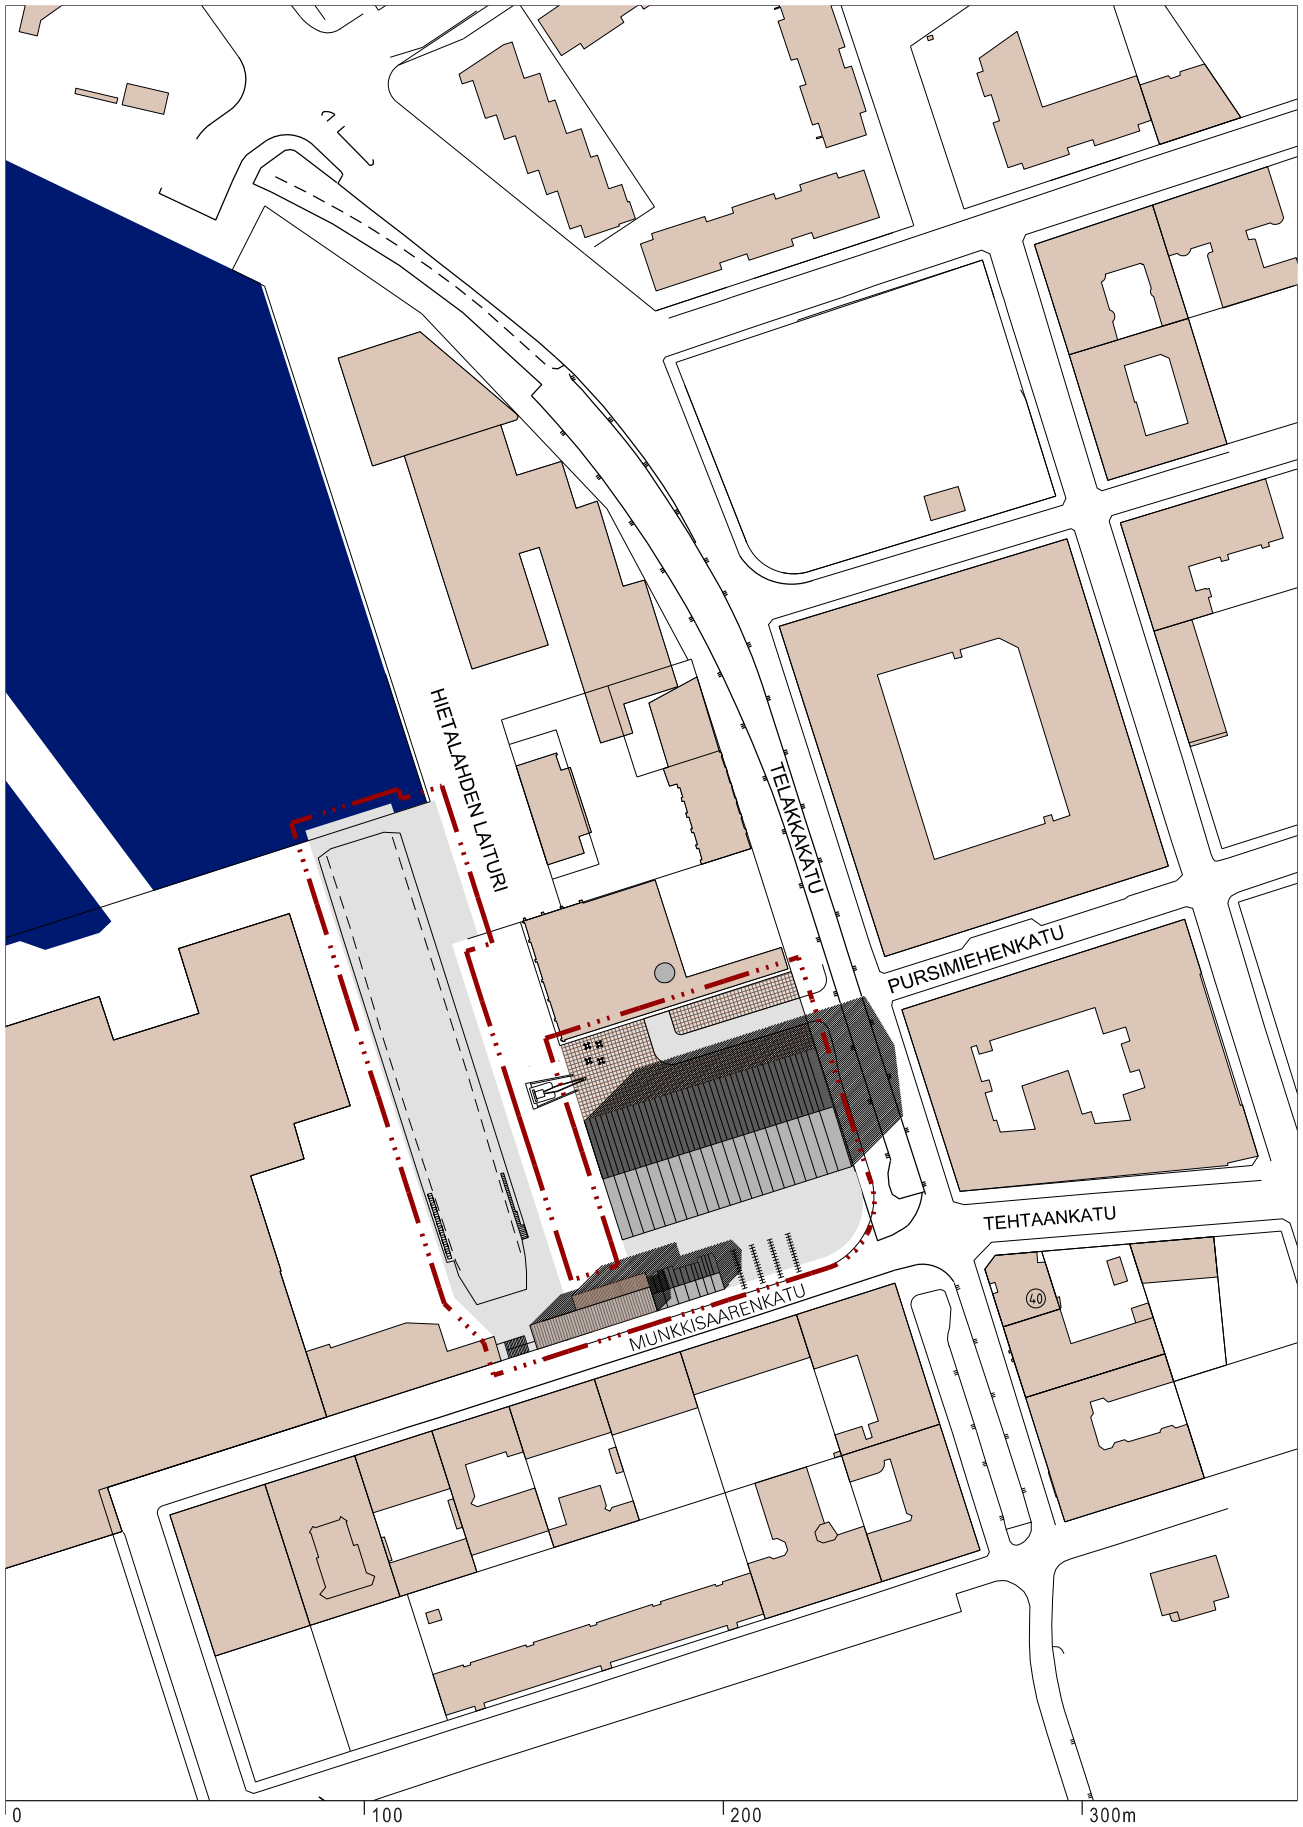 HIETALAHDEN LAITURI
TELAKKAKATU
PURSIMIEHENKATU
TEHTAANKATU
40
MUNKKISAARENKATU
0 100 200 300m